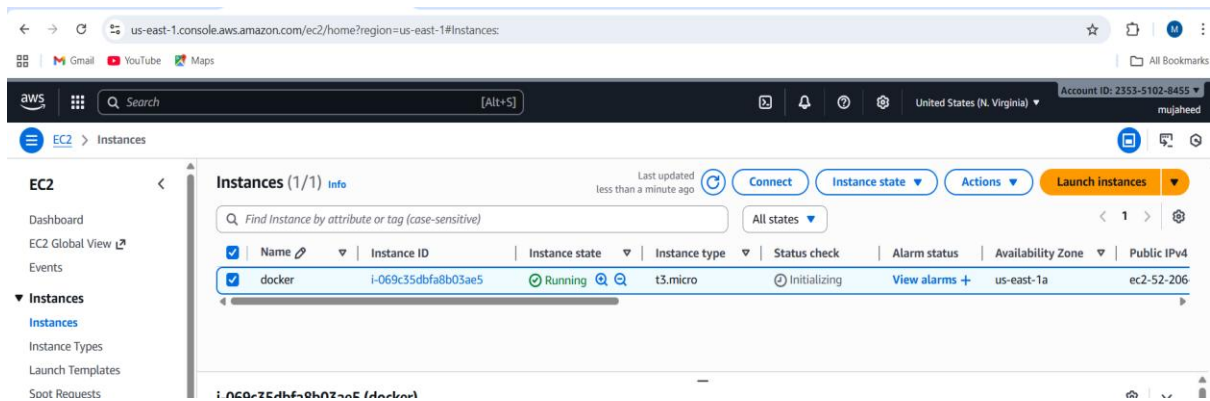 us-east-1.console.aws.amazon.com/ec2/home?region=us-east-1#Instances:
M
Gmail YouTube Maps All Bookmarks
aws Search [Alt+S] United States (N. Virginia) Account ID: 2353-5102-8455
mujaheed
EC2 > Instances
EC2
Dashboard
EC2 Global View
Events
Instances
Instances
Instance Types
Launch Templates
Spot Requests
Instances (1/1) Info Last updated less than a minute ago Connect Instance state Actions Launch instances
Find Instance by attribute or tag (case-sensitive) All states 1
Name Instance ID Instance state Instance type Status check Alarm status Availability Zone Public IPv4
docker i-069c35dbfa8b03ae5 Running t3.micro Initializing View alarms + us-east-1a ec2-52-206-
i-069c35dbfa8b03ae5 (docker)